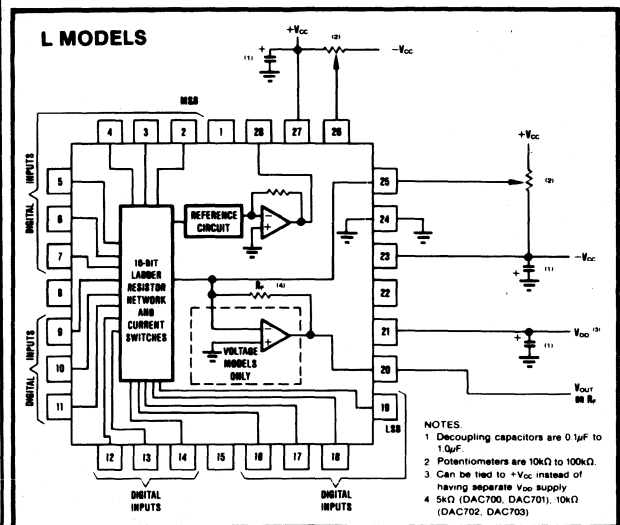 L MODELS
+Vcc
(2)
(1)
+
−Vcc
MSB
4
3
2
1
28
27
26
+Vcc
DIGITAL INPUTS
5
6
7
8
REFERENCE
CIRCUIT
−
+
25
(2)
24
23
−Vcc
+
(1)
22
16-BIT
LADDER
RESISTOR
NETWORK
AND
CURRENT
SWITCHES
RF (4)
−
+
VOLTAGE
MODELS
ONLY
21
VDD (3)
+
(1)
20
VOUT
OR RF
19
LSB
DIGITAL INPUTS
9
10
11
12
13
14
15
16
17
18
DIGITAL
INPUTS
DIGITAL
INPUTS
NOTES.
1 Decoupling capacitors are 0.1μF to
1.0μF.
2 Potentiometers are 10kΩ to 100kΩ.
3 Can be tied to +Vcc instead of
having separate VDD supply
4 5kΩ (DAC700, DAC701), 10kΩ
(DAC702, DAC703)